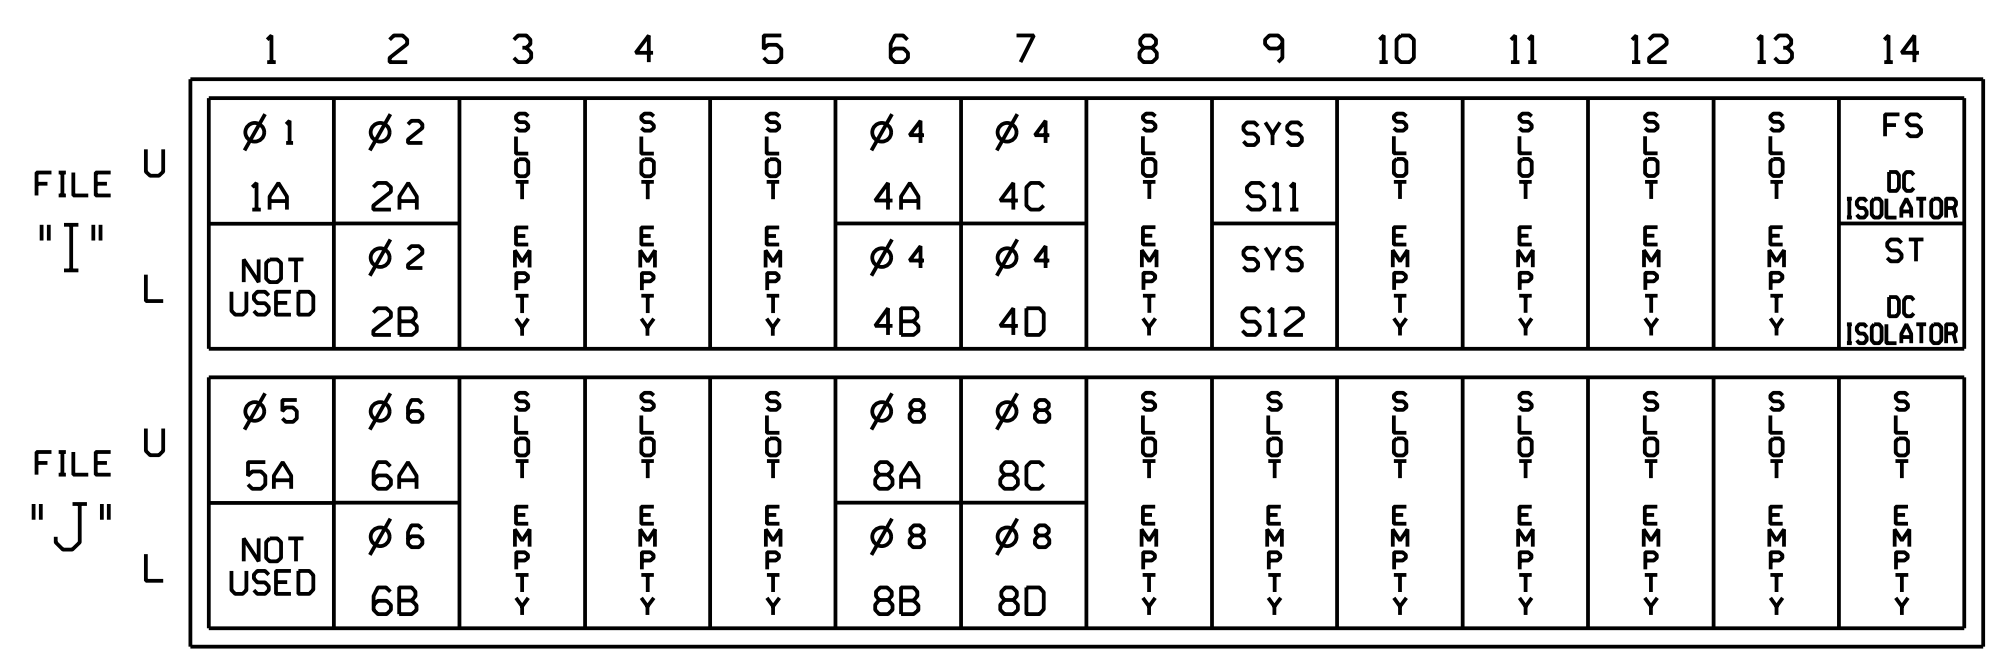 1 2 3 4 5 6 7 8 9 10 11 12 13 14
FILE "I"
U
L
Ø 1
1A
NOT
USED
Ø 2
2A
Ø 2
2B
SLOT EMPTY
SLOT EMPTY
SLOT EMPTY
Ø 4
4A
Ø 4
4B
Ø 4
4C
Ø 4
4D
SLOT EMPTY
SYS
S11
SYS
S12
SLOT EMPTY
SLOT EMPTY
SLOT EMPTY
SLOT EMPTY
FS
DC
ISOLATOR
ST
DC
ISOLATOR
FILE "J"
U
L
Ø 5
5A
NOT
USED
Ø 6
6A
Ø 6
6B
SLOT EMPTY
SLOT EMPTY
SLOT EMPTY
Ø 8
8A
Ø 8
8B
Ø 8
8C
Ø 8
8D
SLOT EMPTY
SLOT EMPTY
SLOT EMPTY
SLOT EMPTY
SLOT EMPTY
SLOT EMPTY
SLOT EMPTY